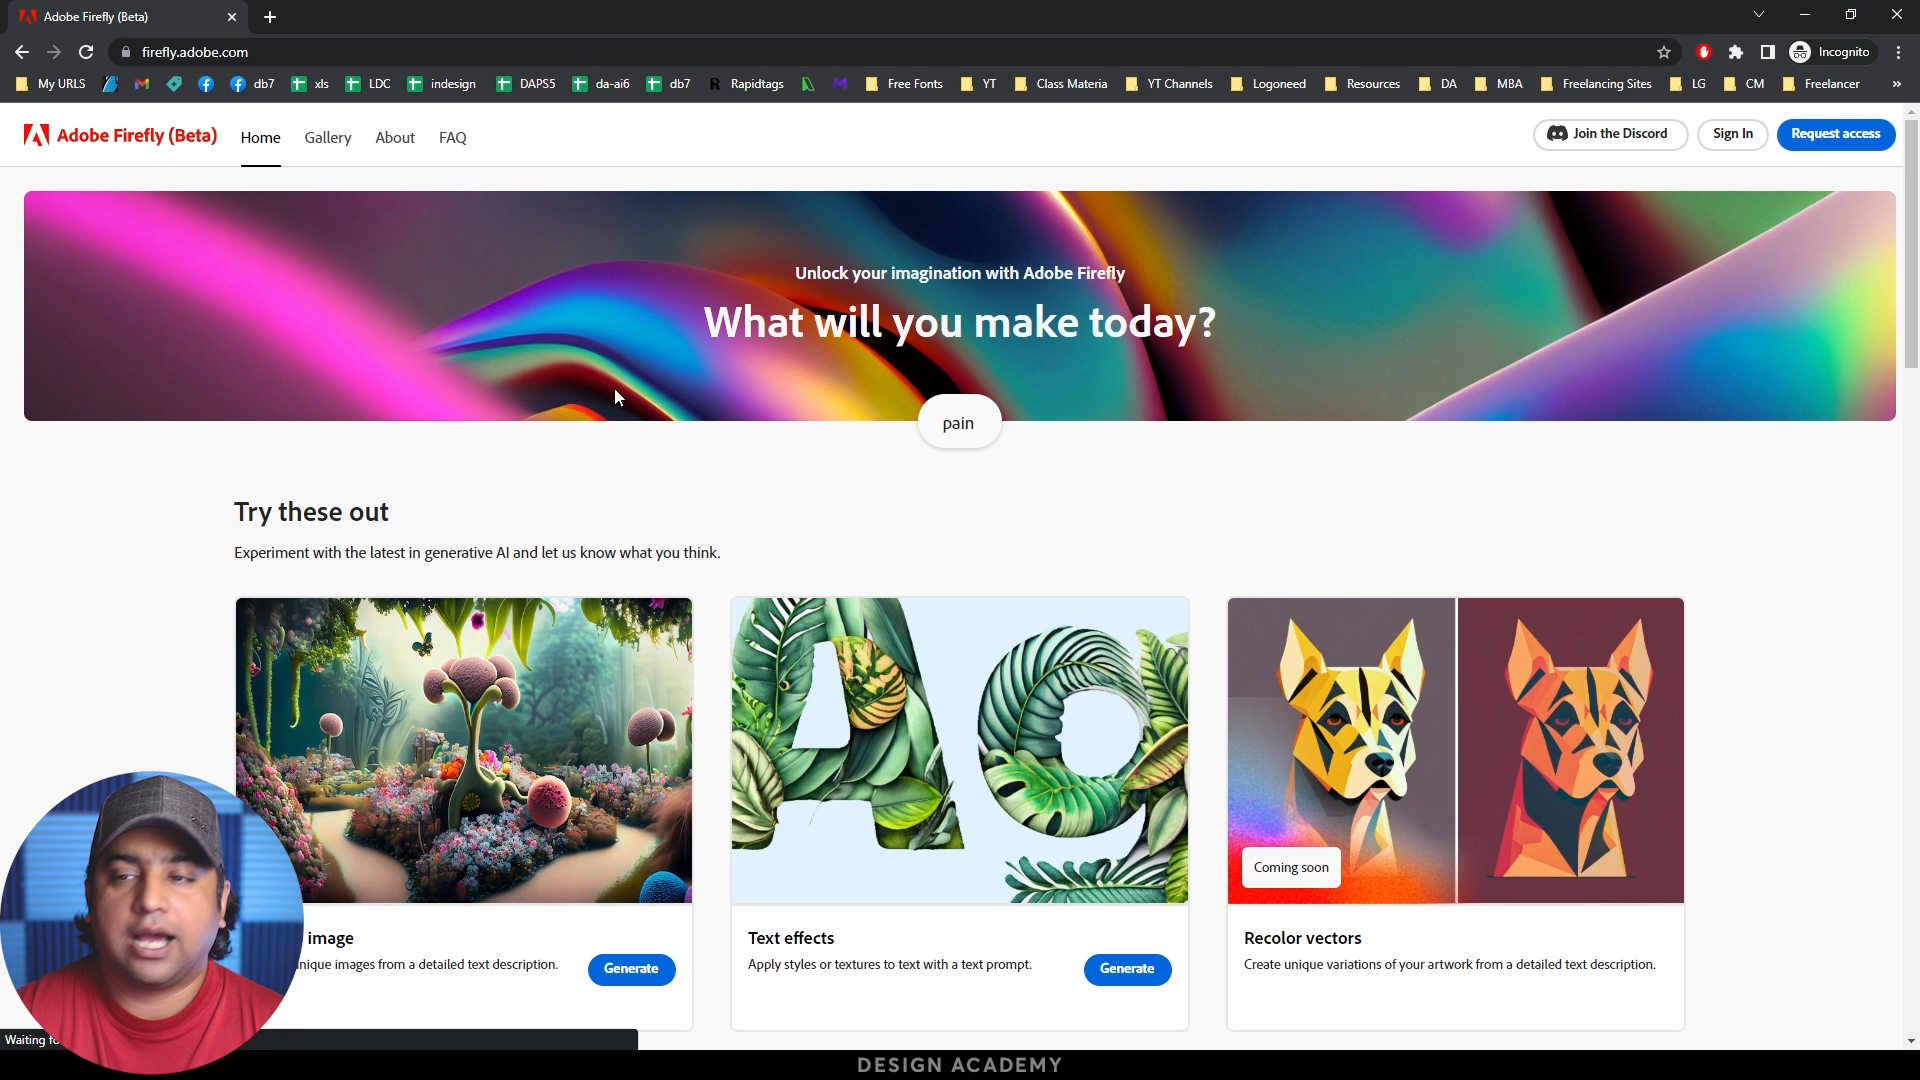 Adobe Firefly (Beta)
firefly.adobe.com
Incognito
My URLS
db7
xls
LDC
indesign
DAPS5
da-ai6
db7
Rapidtags
Free Fonts
YT
Class Materia
YT Channels
Logoneed
Resources
DA
MBA
Freelancing Sites
LG
CM
Freelancer
Adobe Firefly (Beta)
Home
Gallery
About
FAQ
Join the Discord
Sign In
Request access
Unlock your imagination with Adobe Firefly
What will you make today?
pain
Try these out
Experiment with the latest in generative AI and let us know what you think.
Coming soon
image
unique images from a detailed text description.
Generate
Text effects
Apply styles or textures to text with a text prompt.
Generate
Recolor vectors
Create unique variations of your artwork from a detailed text description.
Waiting
DESIGN ACADEMY